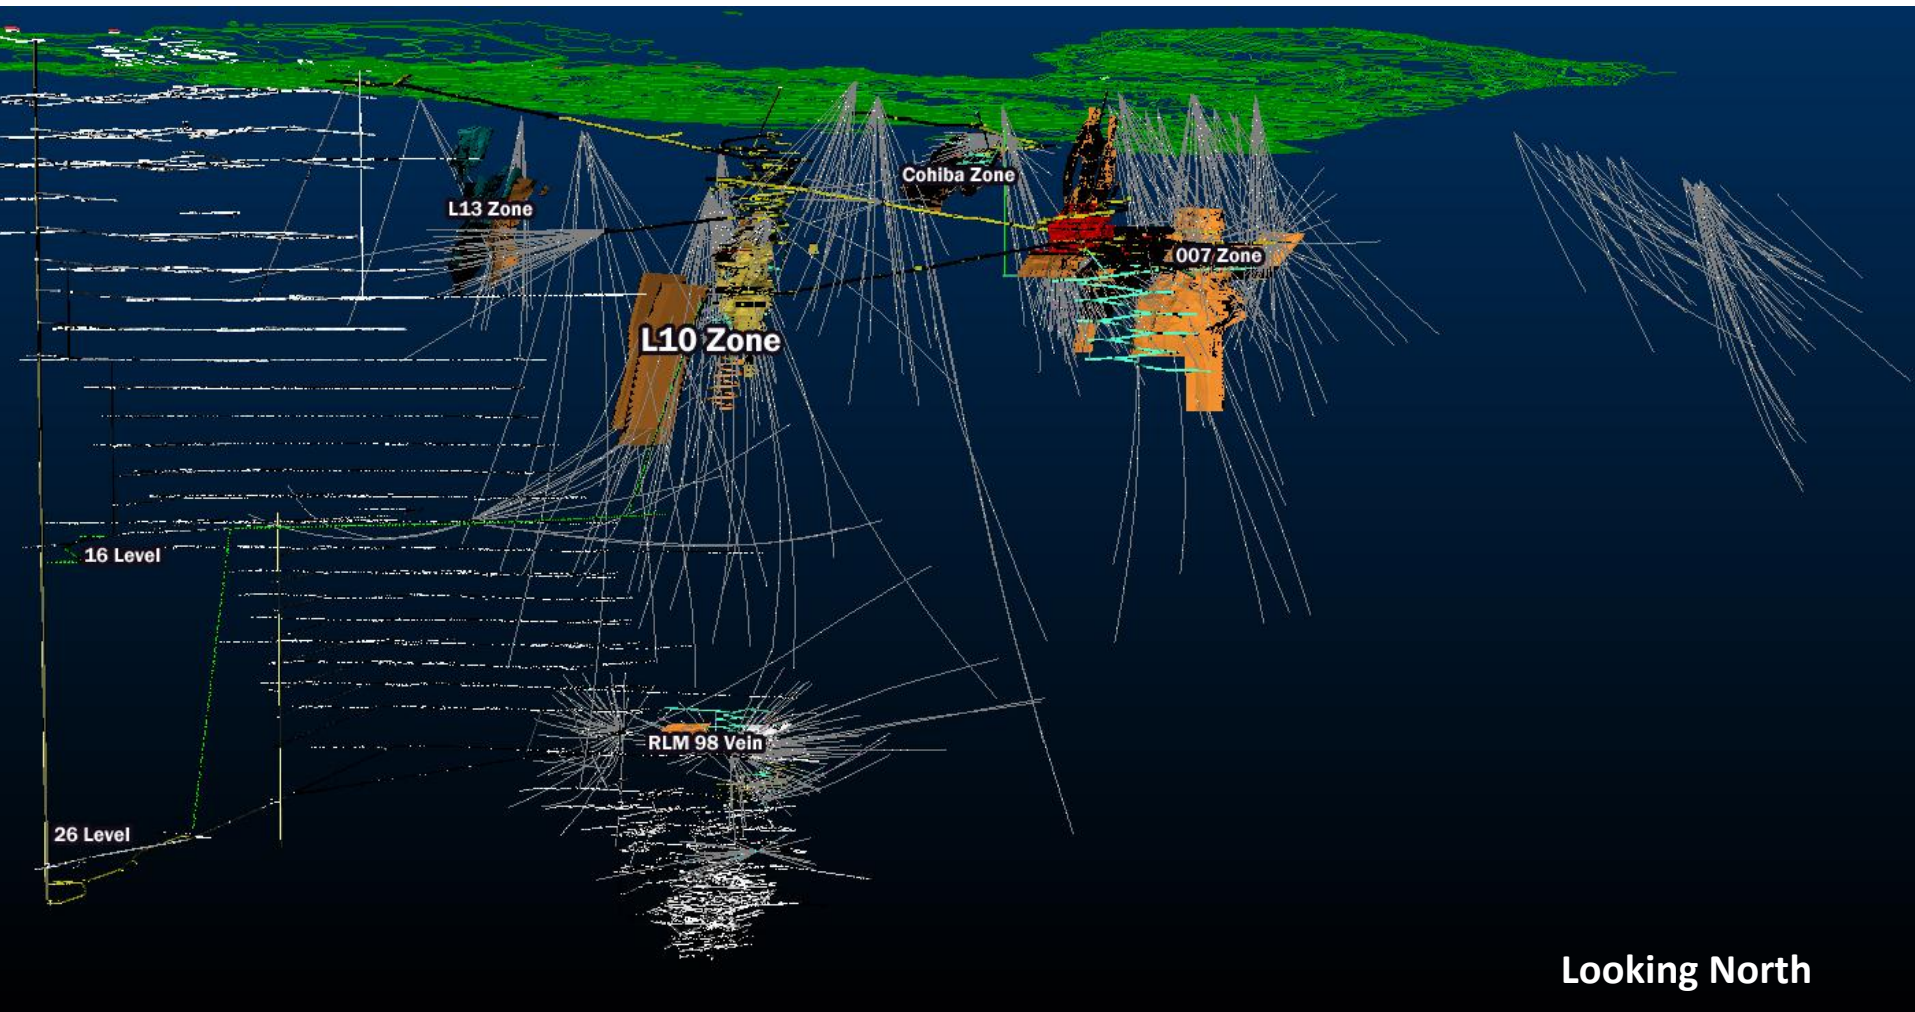 Cohiba Zone
L13 Zone
007 Zone
L10 Zone
16 Level
RLM 98 Vein
26 Level
Looking North